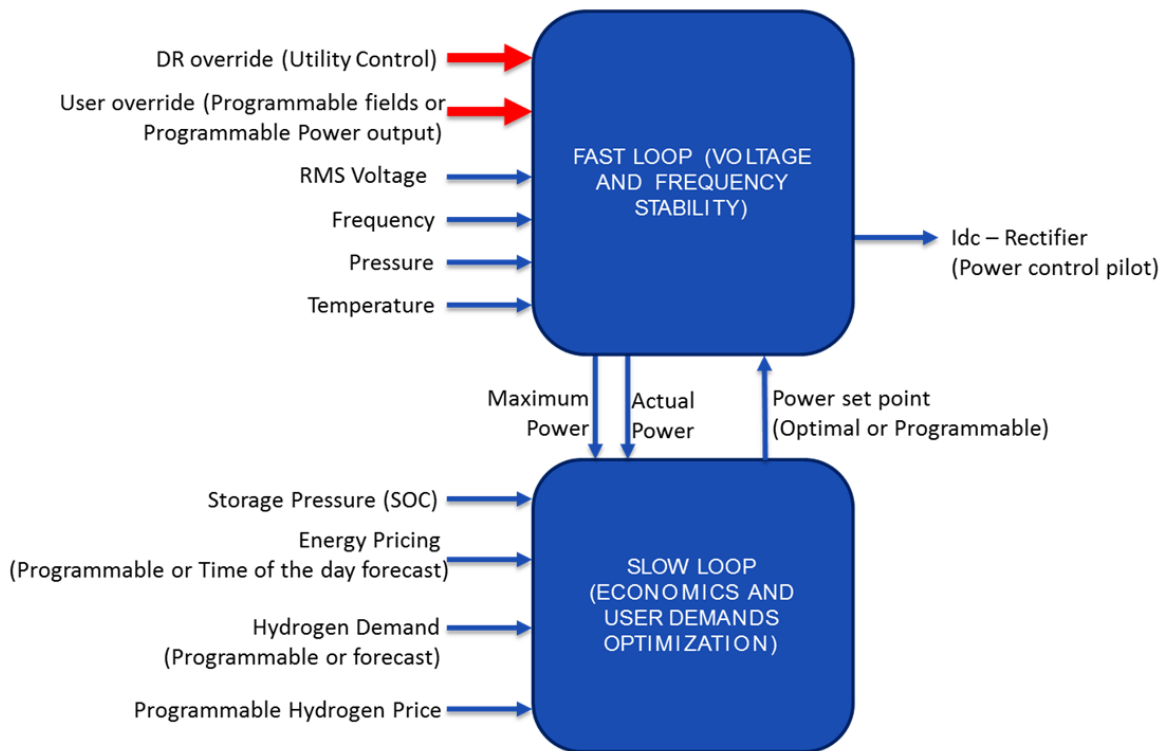 DR override (Utility Control)
User override (Programmable fields or
Programmable Power output)
RMS Voltage
Frequency
Pressure
Temperature
FAST LOOP (VOLTAGE
AND FREQUENCY
STABILITY)
Idc – Rectifier
(Power control pilot)
Maximum
Power
Actual
Power
Power set point
(Optimal or Programmable)
Storage Pressure (SOC)
Energy Pricing
(Programmable or Time of the day forecast)
Hydrogen Demand
(Programmable or forecast)
Programmable Hydrogen Price
SLOW LOOP
(ECONOMICS AND
USER DEMANDS
OPTIMIZATION)